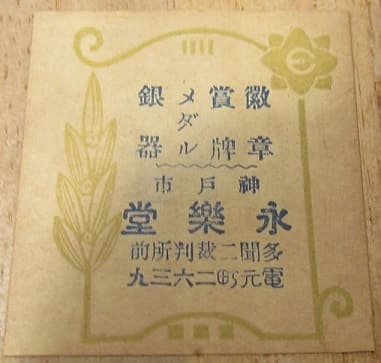 徽章
賞牌
メダル
銀器
神戶市
永樂堂
多聞二裁判所前
電元町二六三九